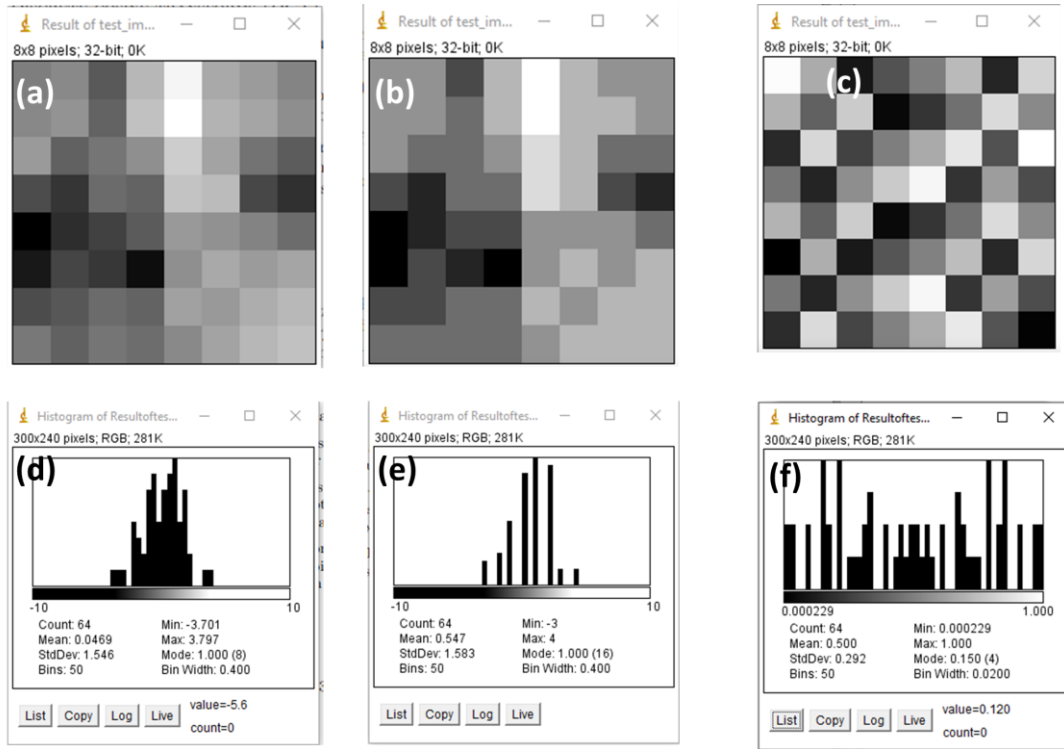 Result of test_im...
8x8 pixels; 32-bit; 0K
(a)
Result of test_im...
8x8 pixels; 32-bit; 0K
(b)
Result of test_im...
8x8 pixels; 32-bit; 0K
(c)
Histogram of Resultoftes...
300x240 pixels; RGB; 281K
(d)
-10 10
Count: 64 Min: -3.701
Mean: 0.0469 Max: 3.797
StdDev: 1.546 Mode: 1.000 (8)
Bins: 50 Bin Width: 0.400
List Copy Log Live value=-5.6
count=0
Histogram of Resultoftes...
300x240 pixels; RGB; 281K
(e)
-10 10
Count: 64 Min: -3
Mean: 0.547 Max: 4
StdDev: 1.583 Mode: 1.000 (16)
Bins: 50 Bin Width: 0.400
List Copy Log Live
Histogram of Resultoftes...
300x240 pixels; RGB; 281K
(f)
0.000229 1.000
Count: 64 Min: 0.000229
Mean: 0.500 Max: 1.000
StdDev: 0.292 Mode: 0.150 (4)
Bins: 50 Bin Width: 0.0200
List Copy Log Live value=0.120
count=0